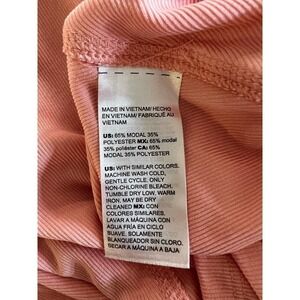 MADE IN VIETNAM/ HECHO
EN VIETNAM/ FABRIQUÉ AU
VIETNAM
US: 65% MODAL 35%
POLYESTER MX: 65% modal
35% poliéster CA: 65%
MODAL 35% POLYESTER
US: WITH SIMILAR COLORS.
MACHINE WASH COLD,
GENTLE CYCLE. ONLY
NON-CHLORINE BLEACH.
TUMBLE DRY LOW, WARM
IRON, MAY BE DRY
CLEANED MX: CON
COLORES SIMILARES,
LAVAR A MÁQUINA CON
AGUA FRÍA EN CICLO
SUAVE. SOLAMENTE
BLANQUEADOR SIN CLORO.
SECAR A MÁQUINA A BAJA